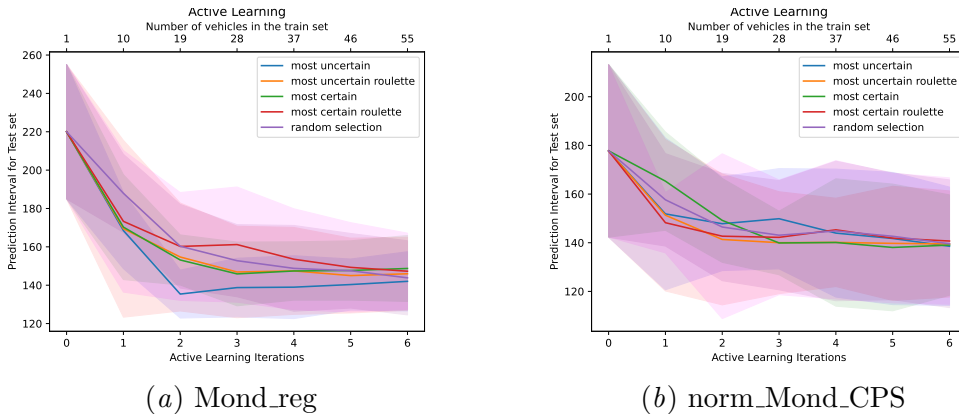 Active Learning
Number of vehicles in the train set
1 10 19 28 37 46 55
260
240
220
200
180
160
140
120
Prediction Interval for Test set
most uncertain
most uncertain roulette
most certain
most certain roulette
random selection
0 1 2 3 4 5 6
Active Learning Iterations
(a) Mond_reg
Active Learning
Number of vehicles in the train set
1 10 19 28 37 46 55
200
180
160
140
120
Prediction Interval for Test set
most uncertain
most uncertain roulette
most certain
most certain roulette
random selection
0 1 2 3 4 5 6
Active Learning Iterations
(b) norm_Mond_CPS